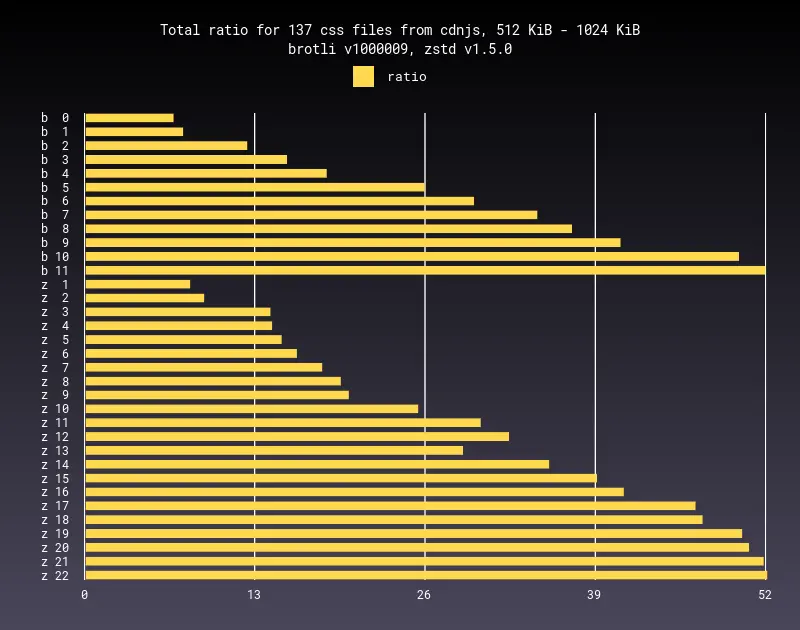 Total ratio for 137 css files from cdnjs, 512 KiB - 1024 KiB
brotli v1000009, zstd v1.5.0
ratio
b 0
b 1
b 2
b 3
b 4
b 5
b 6
b 7
b 8
b 9
b 10
b 11
z 1
z 2
z 3
z 4
z 5
z 6
z 7
z 8
z 9
z 10
z 11
z 12
z 13
z 14
z 15
z 16
z 17
z 18
z 19
z 20
z 21
z 22
0 13 26 39 52